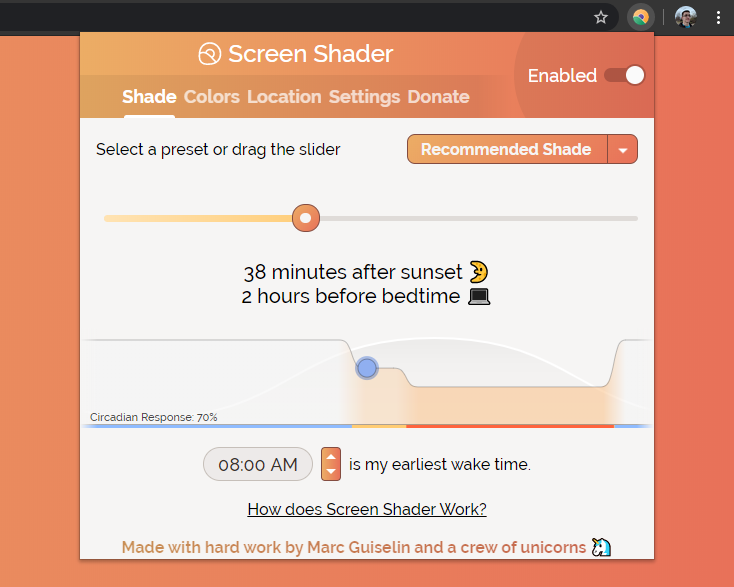 Screen Shader
Enabled
Shade Colors Location Settings Donate
Select a preset or drag the slider
Recommended Shade
38 minutes after sunset
2 hours before bedtime
Circadian Response: 70%
08:00 AM is my earliest wake time.
How does Screen Shader Work?
Made with hard work by Marc Guiselin and a crew of unicorns